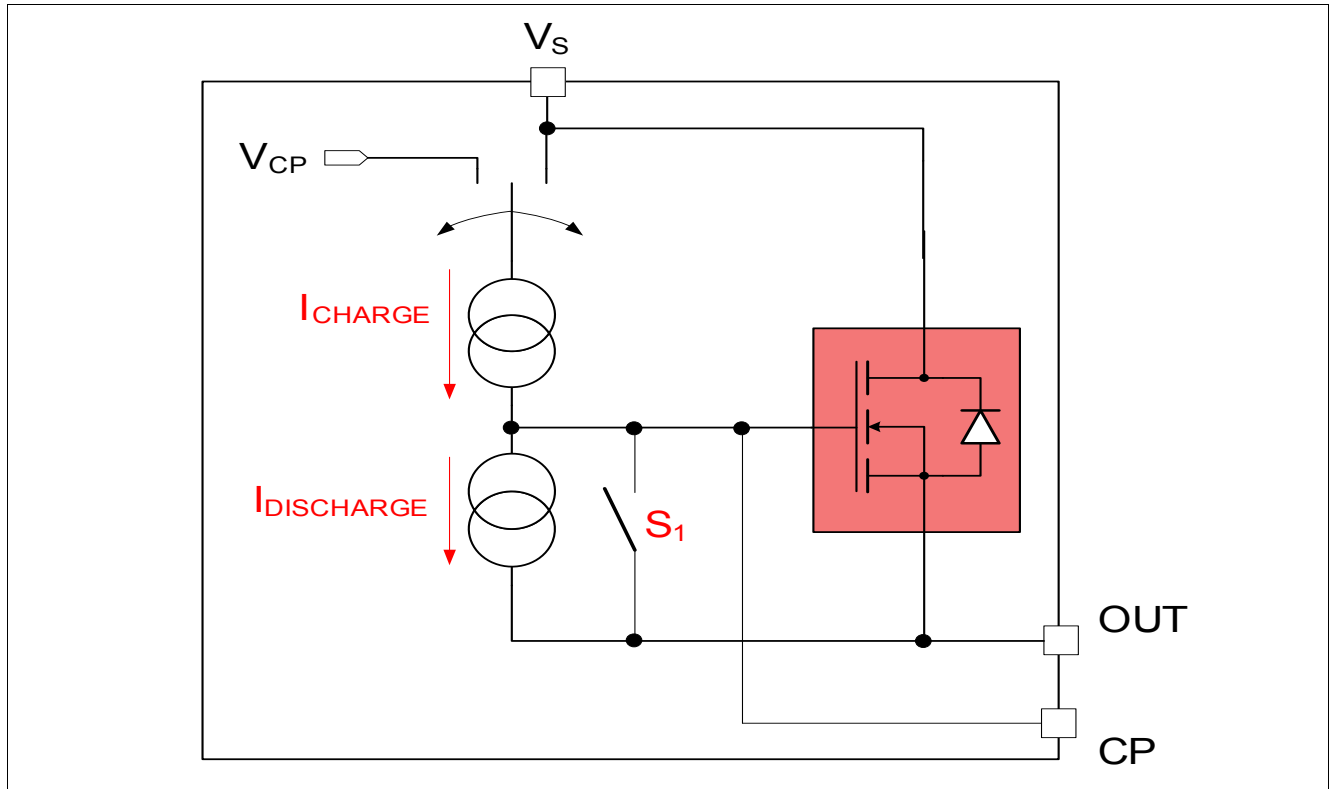 VS
VCP
ICHARGE
IDISCHARGE
S1
OUT
CP